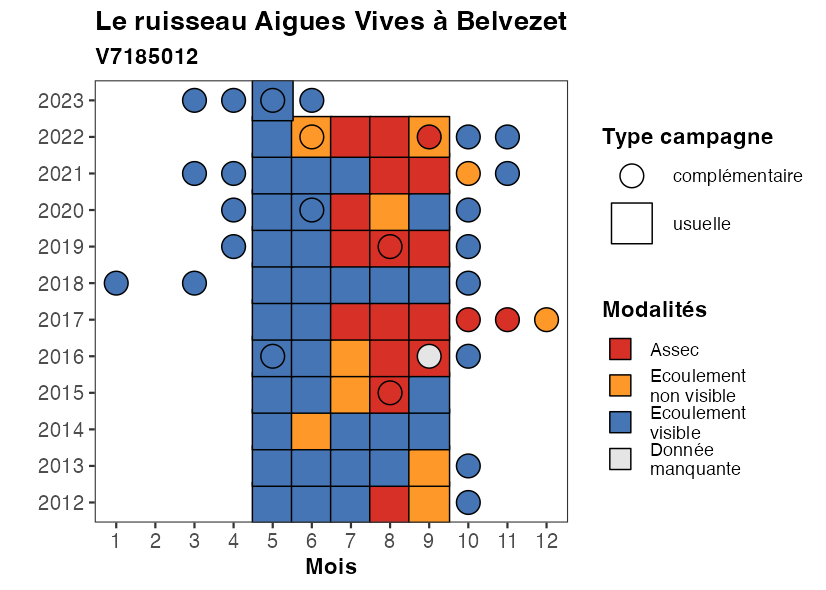 Le ruisseau Aigues Vives à Belvezet
V7185012
2023
2022
2021
2020
2019
2018
2017
2016
2015
2014
2013
2012
1 2 3 4 5 6 7 8 9 10 11 12
Mois
Type campagne
complémentaire
usuelle
Modalités
Assec
Ecoulement
non visible
Ecoulement
visible
Donnée
manquante